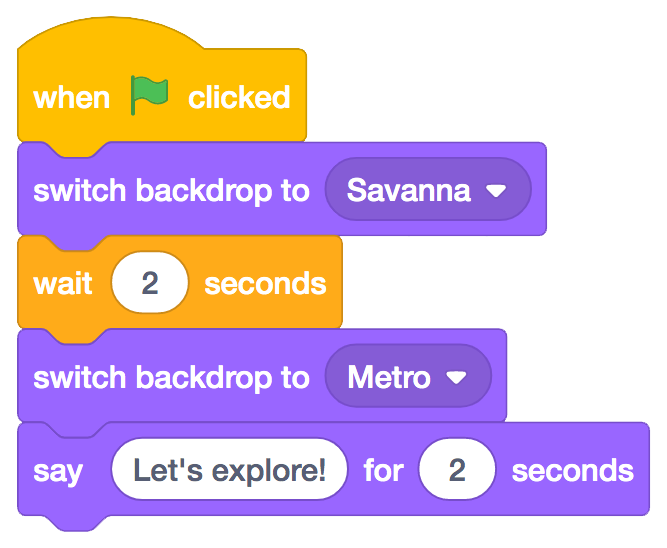 when clicked
switch backdrop to Savanna
wait 2 seconds
switch backdrop to Metro
say Let's explore! for 2 seconds